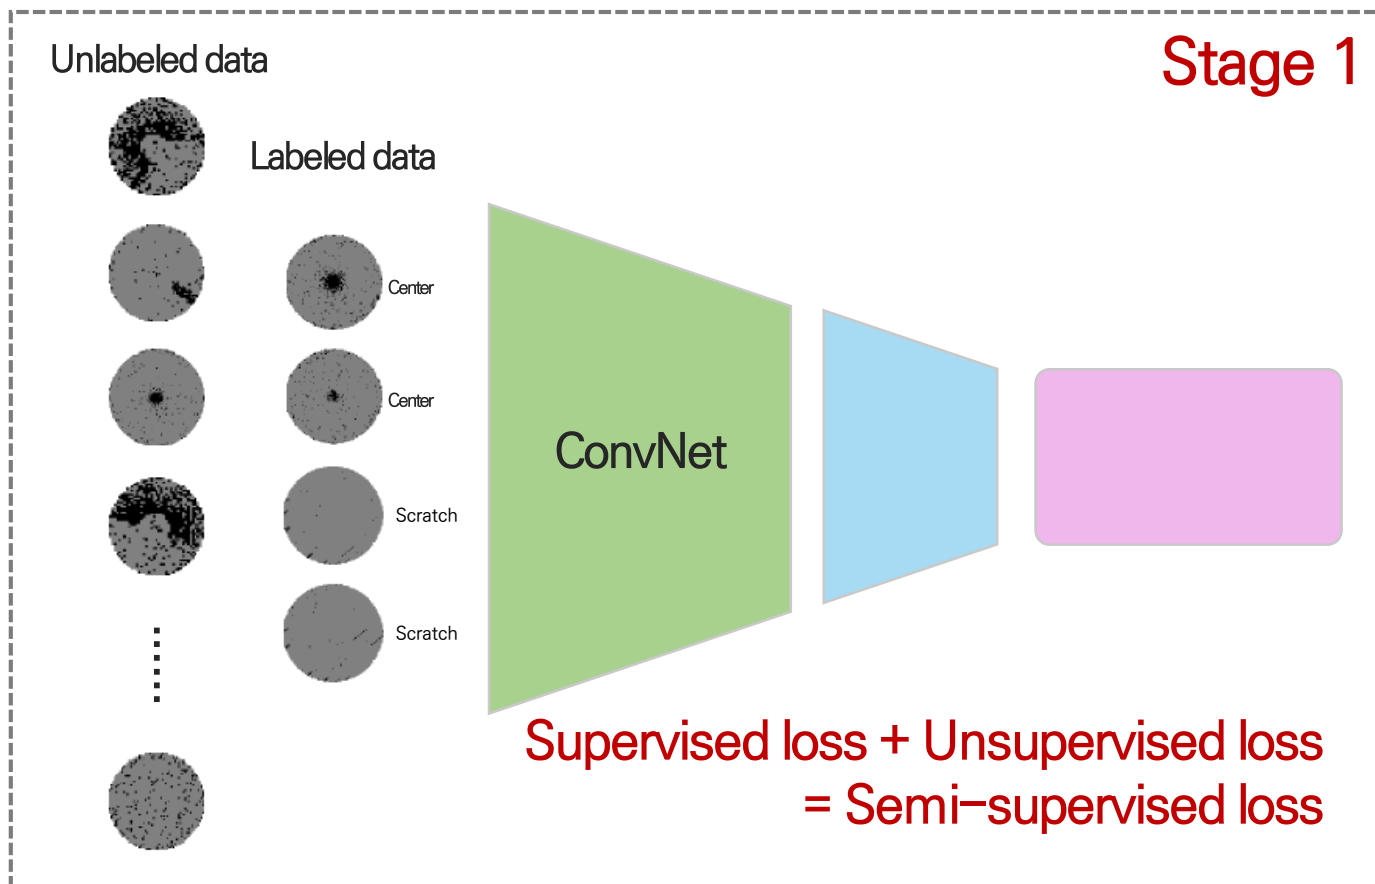 Stage 1
Unlabeled data
Labeled data
Center
Center
Scratch
Scratch
ConvNet
Supervised loss + Unsupervised loss
= Semi-supervised loss